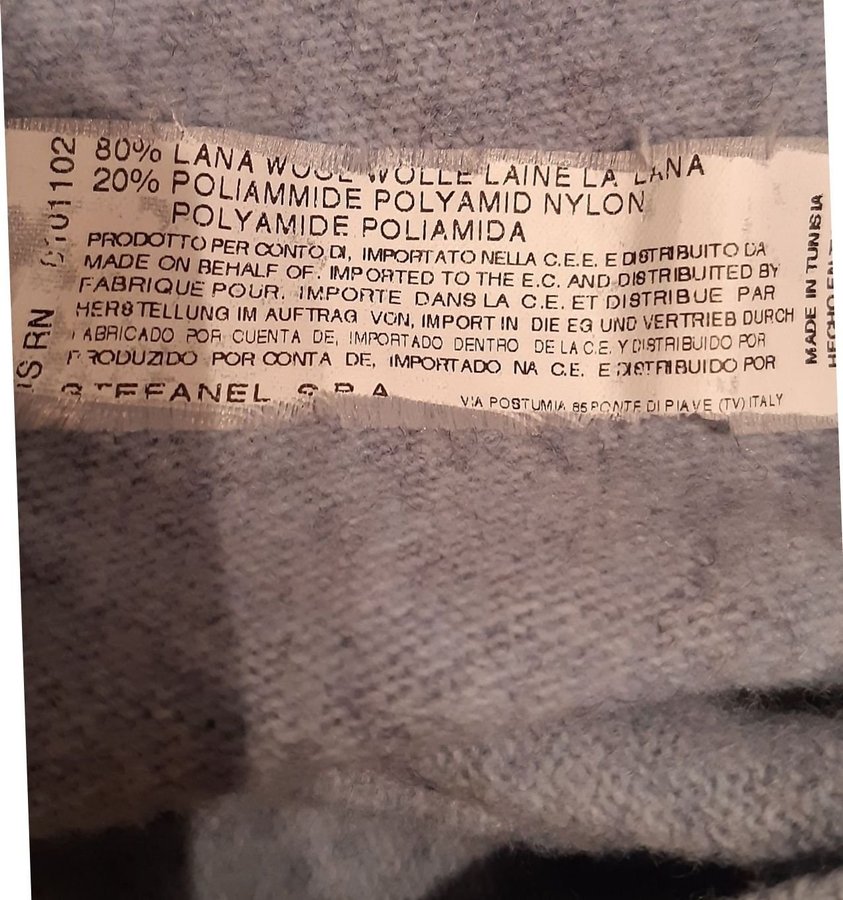 80% LANA WOOL WOLLE LAINE LA LANA
20% POLIAMMIDE POLYAMID NYLON
POLYAMIDE POLIAMIDA
PRODOTTO PER CONTO DI, IMPORTATO NELLA C.E.E. E DISTRIBUITO DA
MADE ON BEHALF OF. IMPORTED TO THE E.C. AND DISTRIBUITED BY
FABRIQUE POUR. IMPORTE DANS LA C.E. ET DISTRIBUE PAR
HERSTELLUNG IM AUFTRAG VON, IMPORT IN DIE EG UND VERTRIEB DURCH
FABRICADO POR CUENTA DE, IMPORTADO DENTRO DE LA C.E. Y DISTRIBUIDO POR
PRODUZIDO POR CONTA DE, IMPORTADO NA C.E. E DISTRIBUIDO POR
STEFANEL S.P.A.
VIA POSTUMIA 85 PONTE DI PIAVE (TV) ITALY
RN
MADE IN TUNISIA
HECHO EN